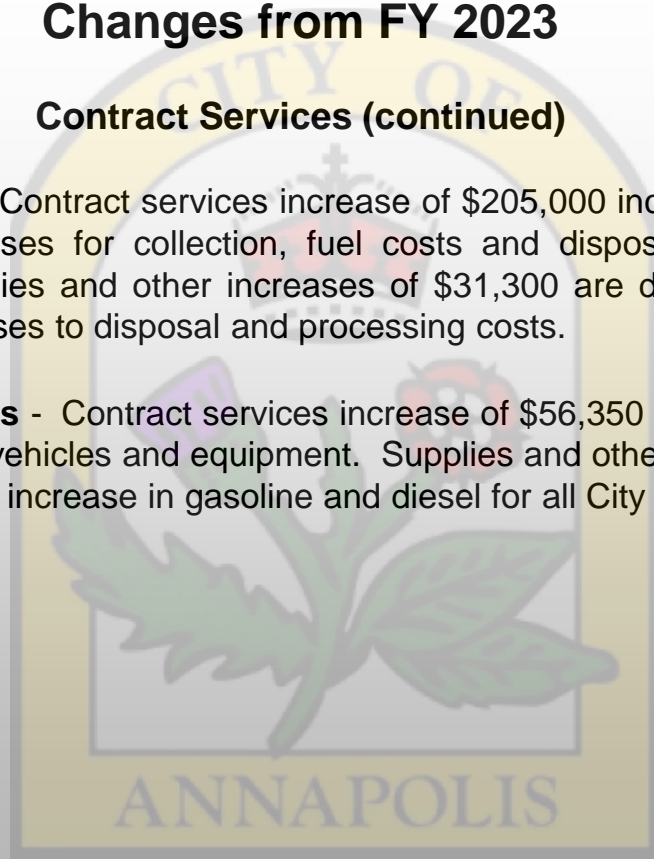 Changes from FY 2023
Contract Services (continued)
Contract services increase of $205,000 inc
ses for collection, fuel costs and dispos
ies and other increases of $31,300 are d
ses to disposal and processing costs.
s - Contract services increase of $56,350
vehicles and equipment. Supplies and othe
increase in gasoline and diesel for all City
CITY OF
ANNAPOLIS